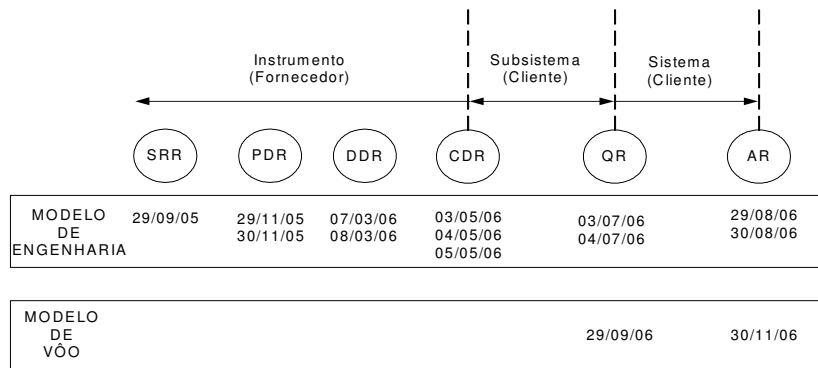 Instrumento
(Fornecedor)
Subsistema
(Cliente)
Sistema
(Cliente)
SRR PDR DDR CDR QR AR
MODELO
DE
ENGENHARIA
29/09/05
29/11/05
30/11/05
07/03/06
08/03/06
03/05/06
04/05/06
05/05/06
03/07/06
04/07/06
29/08/06
30/08/06
MODELO
DE
VÔO
29/09/06
30/11/06